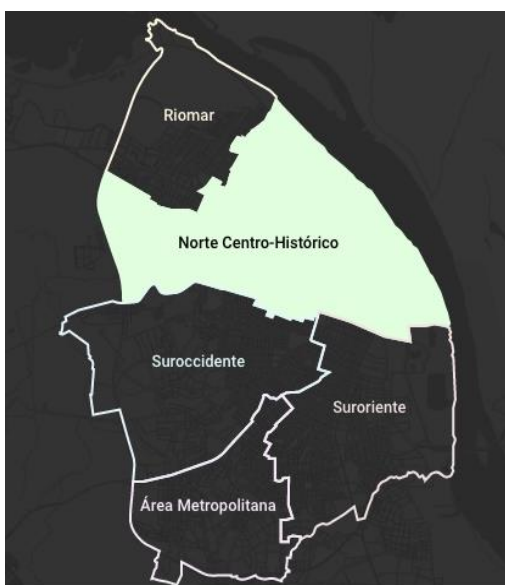 Riomar
Norte Centro-Histórico
Suroccidente
Suroriente
Área Metropolitana